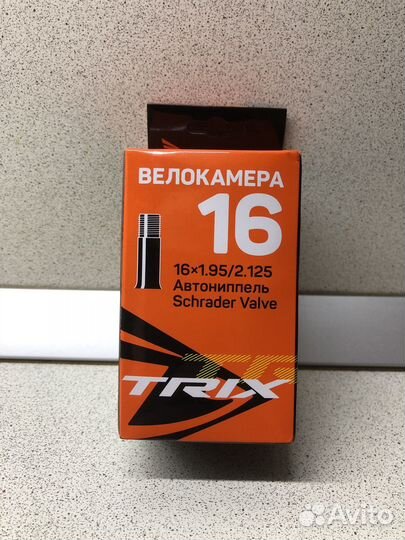 ВЕЛОКАМЕРА
16
16×1.95/2.125
Автониппель
Schrader Valve
TRIX
Avito